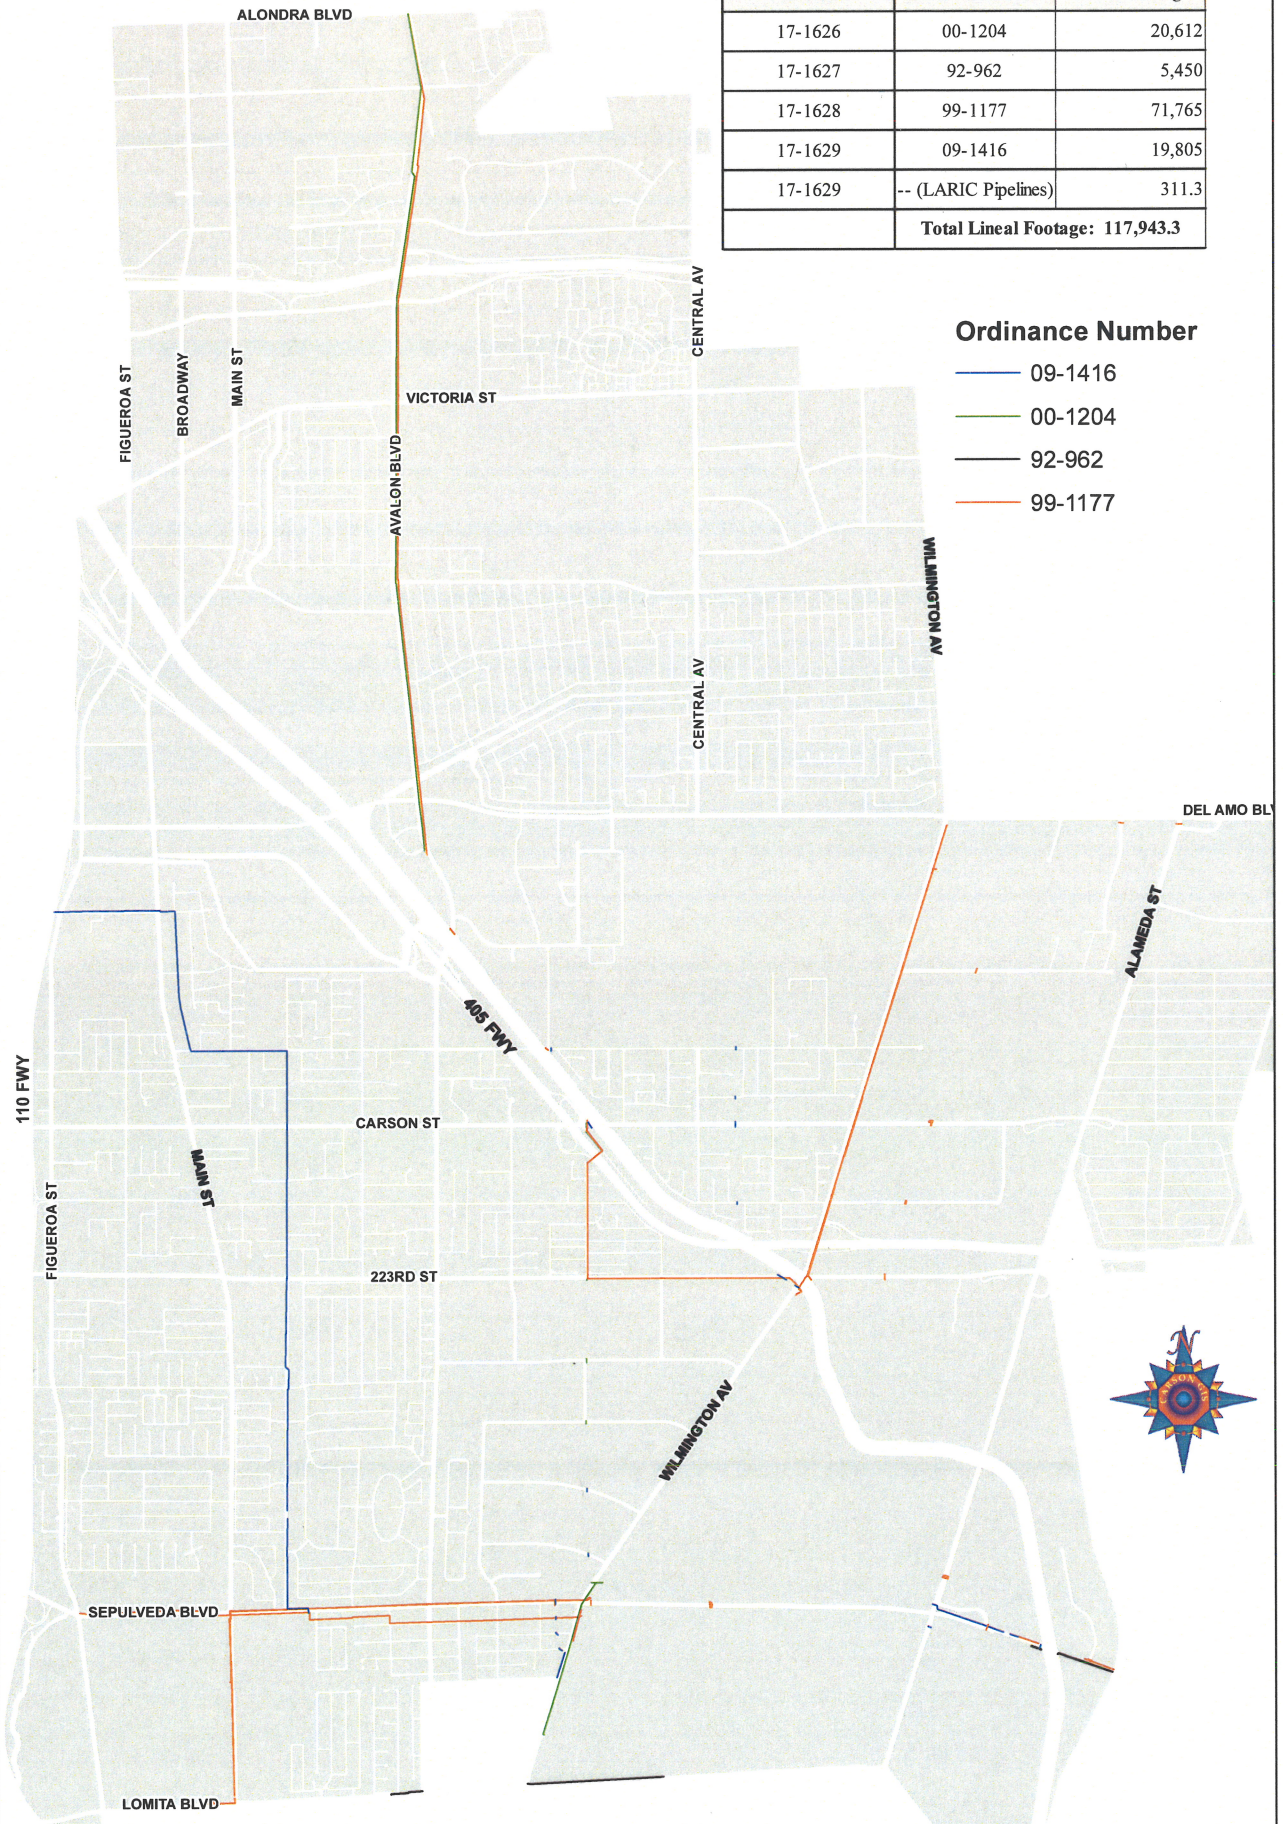 17-1626 00-1204 20,612
17-1627 92-962 5,450
17-1628 99-1177 71,765
17-1629 09-1416 19,805
17-1629 -- (LARIC Pipelines) 311.3
Total Lineal Footage: 117,943.3
ALONDRA BLVD
CENTRAL AV
Ordinance Number
09-1416
00-1204
92-962
99-1177
FIGUEROA ST
BROADWAY
MAIN ST
VICTORIA ST
AVALON BLVD
WILMINGTON AV
CENTRAL AV
DEL AMO BLV
ALAMEDA ST
405 FWY
110 FWY
CARSON ST
MAIN ST
FIGUEROA ST
223RD ST
N
CARSON GIS
WILMINGTON AV
SEPULVEDA BLVD
LOMITA BLVD